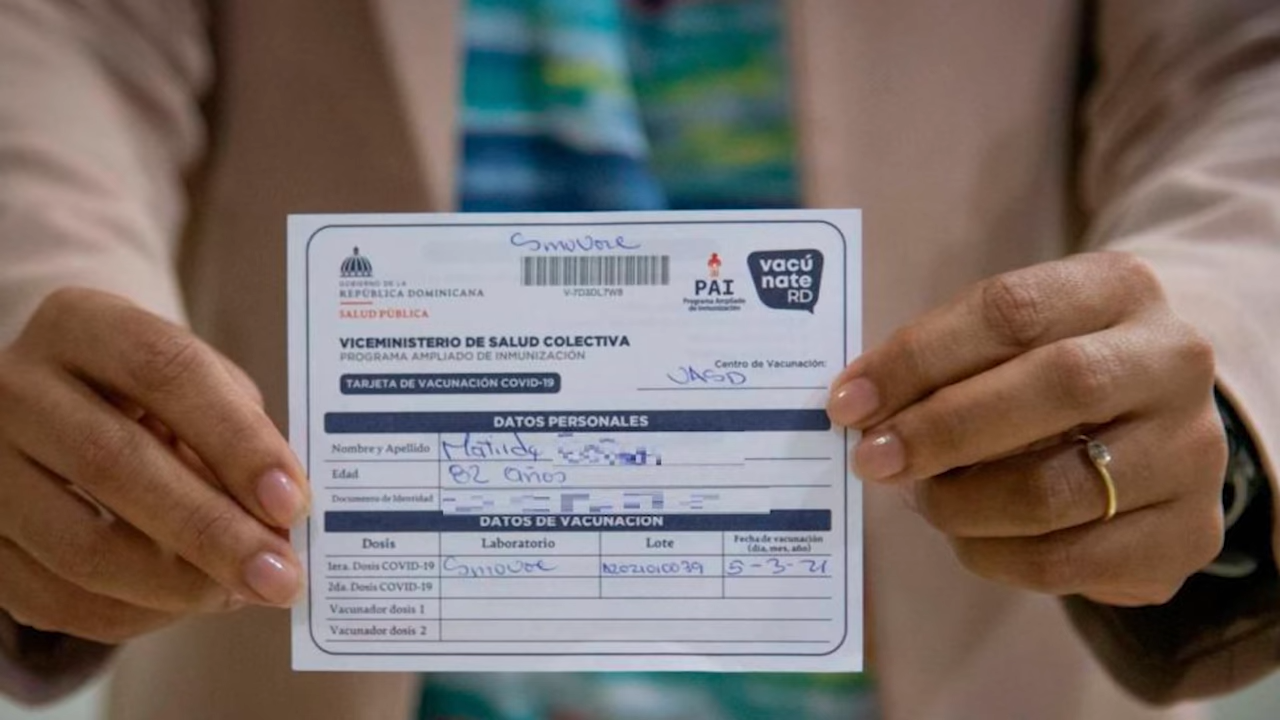 Sinovac
V-7D3DL7W8
GOBIERNO DE LA
REPÚBLICA DOMINICANA
SALUD PÚBLICA
PAI
Programa Ampliado
de Inmunización
vacú
nate
RD
VICEMINISTERIO DE SALUD COLECTIVA
PROGRAMA AMPLIADO DE INMUNIZACIÓN
TARJETA DE VACUNACIÓN COVID-19
Centro de Vacunación:
UASD
DATOS PERSONALES
Nombre y Apellido Matilda
Edad 82 años
Documento de Identidad
DATOS DE VACUNACIÓN
Dosis Laboratorio Lote Fecha de vacunación
(día, mes, año)
1era. Dosis COVID-19 Sinovac A2021010039 5-3-21
2da. Dosis COVID-19
Vacunador dosis 1
Vacunador dosis 2